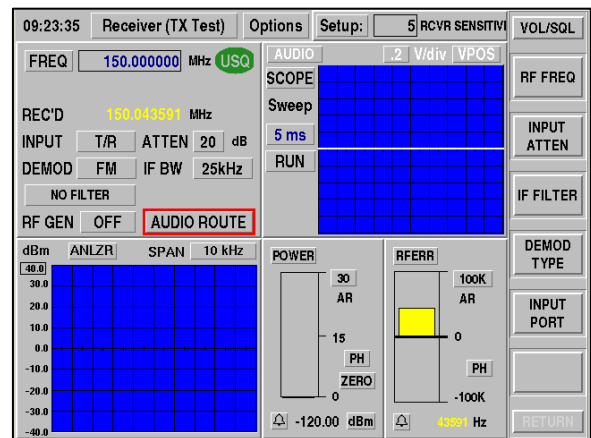 09:23:35 Receiver (TX Test) Options Setup: 5 RCVR SENSITIVI
VOL/SQL
FREQ 150.000000 MHz USQ
REC'D 150.043591 MHz
INPUT T/R ATTEN 20 dB
DEMOD FM IF BW 25kHz
NO FILTER
RF GEN OFF AUDIO ROUTE
AUDIO .2 V/div VPOS
SCOPE
Sweep
5 ms
RUN
RF FREQ
INPUT
ATTEN
IF FILTER
DEMOD
TYPE
INPUT
PORT
RETURN
dBm ANLZR SPAN 10 kHz
40.0
30.0
20.0
10.0
0.0
-10.0
-20.0
-30.0
-40.0
POWER
30
AR
15
PH
ZERO
0
-120.00 dBm
RFERR
100K
AR
0
PH
-100K
43591 Hz